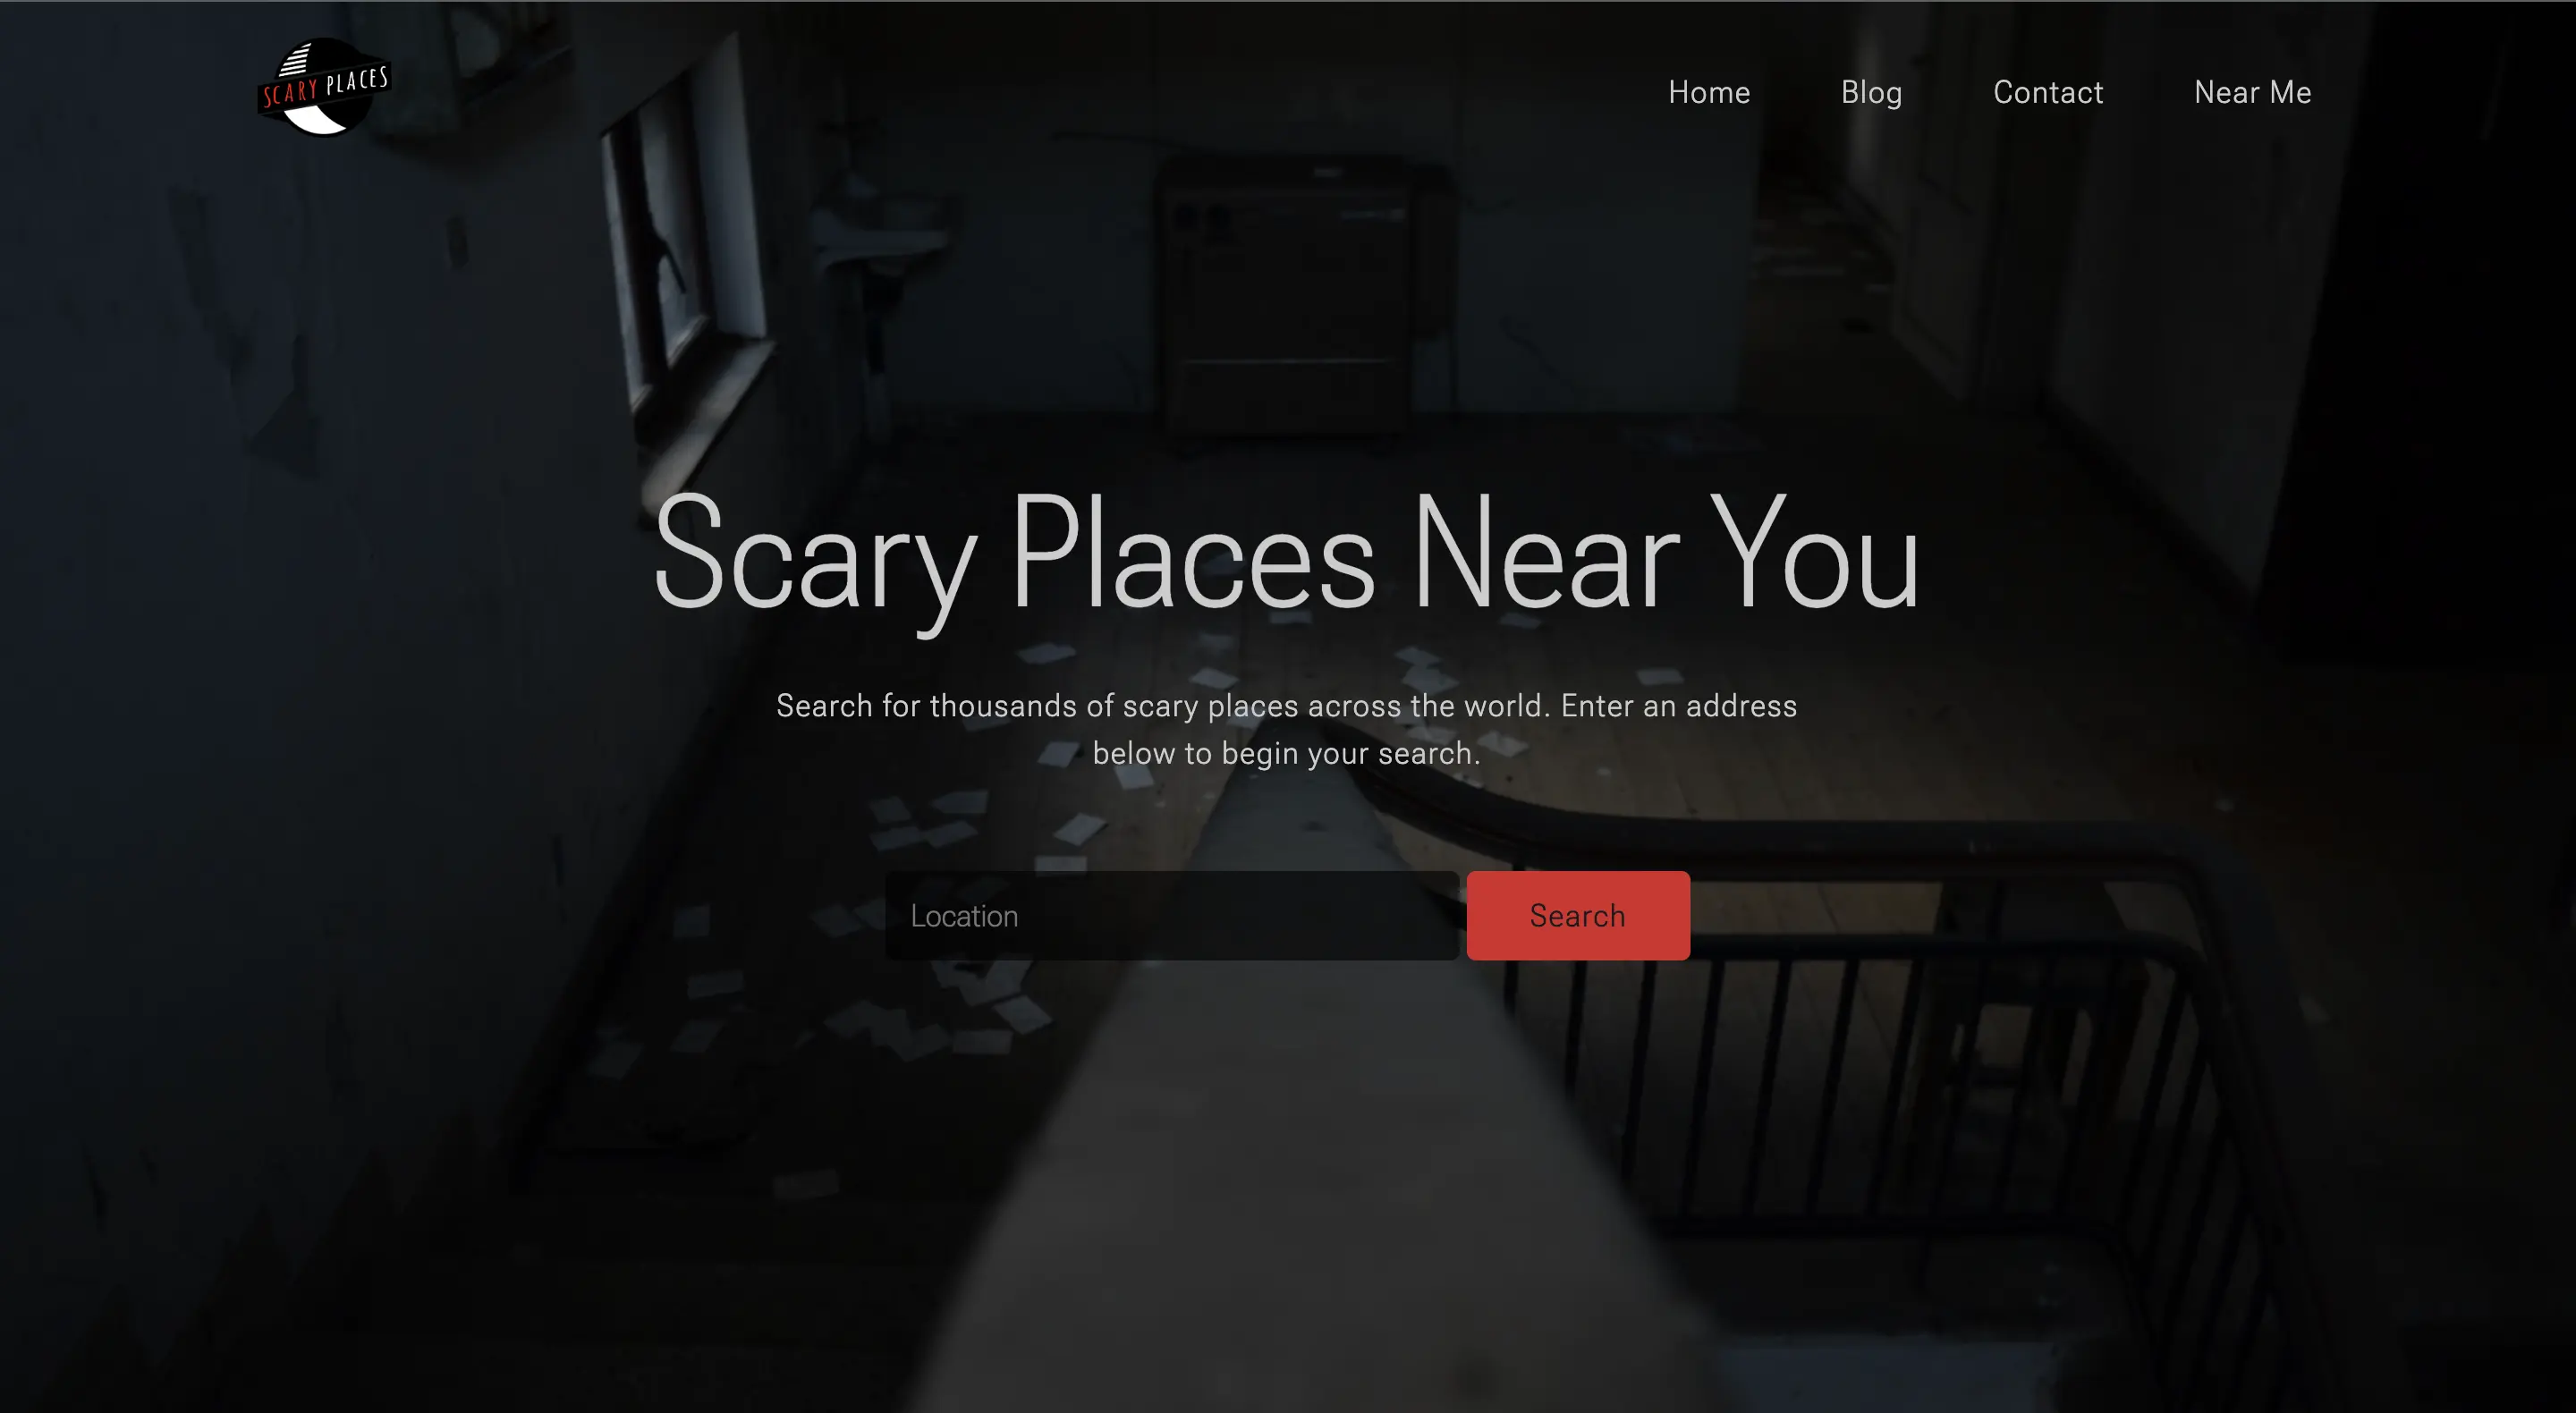 SCARY PLACES
Home
Blog
Contact
Near Me
Scary Places Near You
Search for thousands of scary places across the world. Enter an address
below to begin your search.
Location
Search